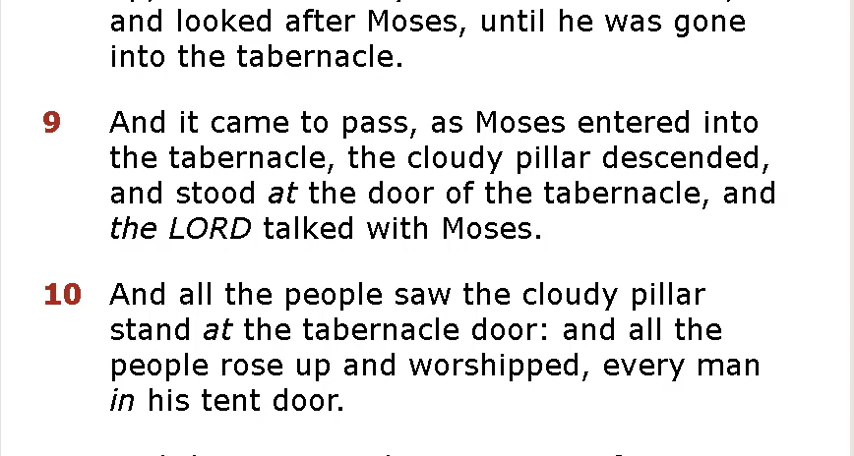 and looked after Moses, until he was gone
into the tabernacle.
9 And it came to pass, as Moses entered into
the tabernacle, the cloudy pillar descended,
and stood at the door of the tabernacle, and
the LORD talked with Moses.
10 And all the people saw the cloudy pillar
stand at the tabernacle door: and all the
people rose up and worshipped, every man
in his tent door.